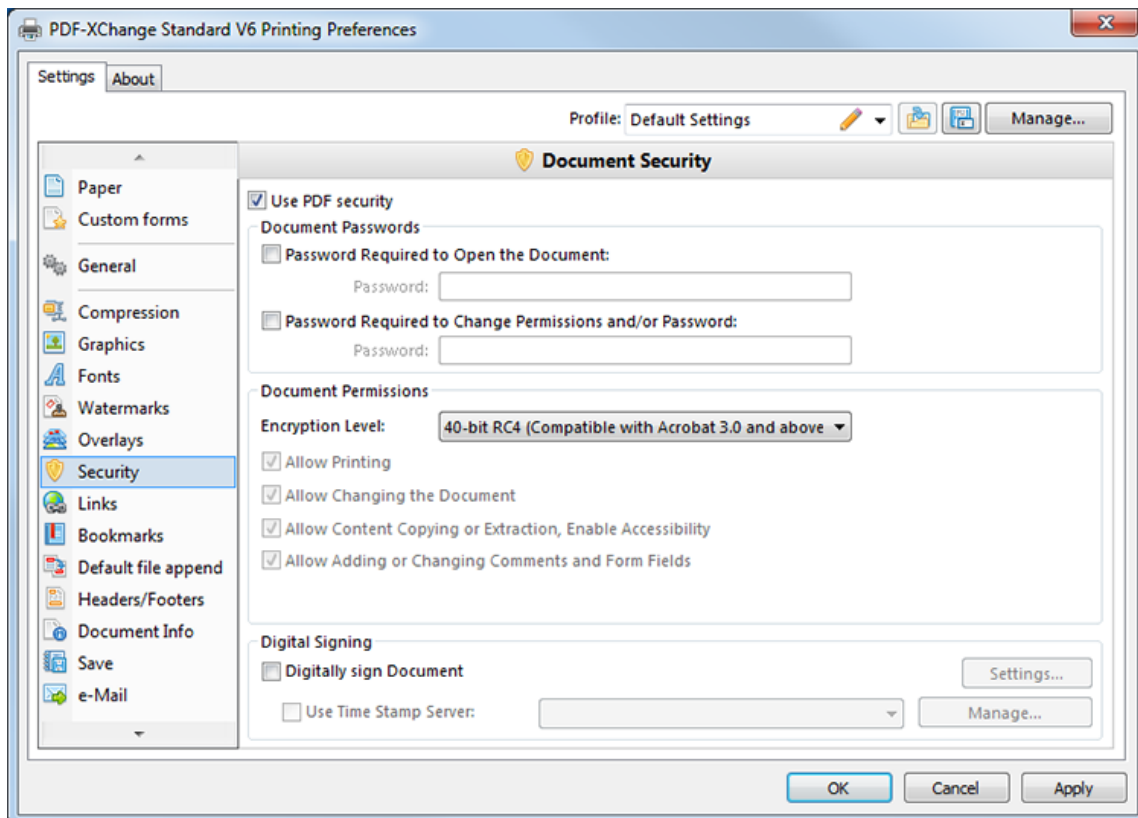 PDF-XChange Standard V6 Printing Preferences
Settings
About
Profile: Default Settings
Manage...
Document Security
Paper
Custom forms
General
Compression
Graphics
Fonts
Watermarks
Overlays
Security
Links
Bookmarks
Default file append
Headers/Footers
Document Info
Save
e-Mail
Use PDF security
Document Passwords
Password Required to Open the Document:
Password:
Password Required to Change Permissions and/or Password:
Password:
Document Permissions
Encryption Level: 40-bit RC4 (Compatible with Acrobat 3.0 and above
Allow Printing
Allow Changing the Document
Allow Content Copying or Extraction, Enable Accessibility
Allow Adding or Changing Comments and Form Fields
Digital Signing
Digitally sign Document
Settings...
Use Time Stamp Server:
Manage...
OK
Cancel
Apply